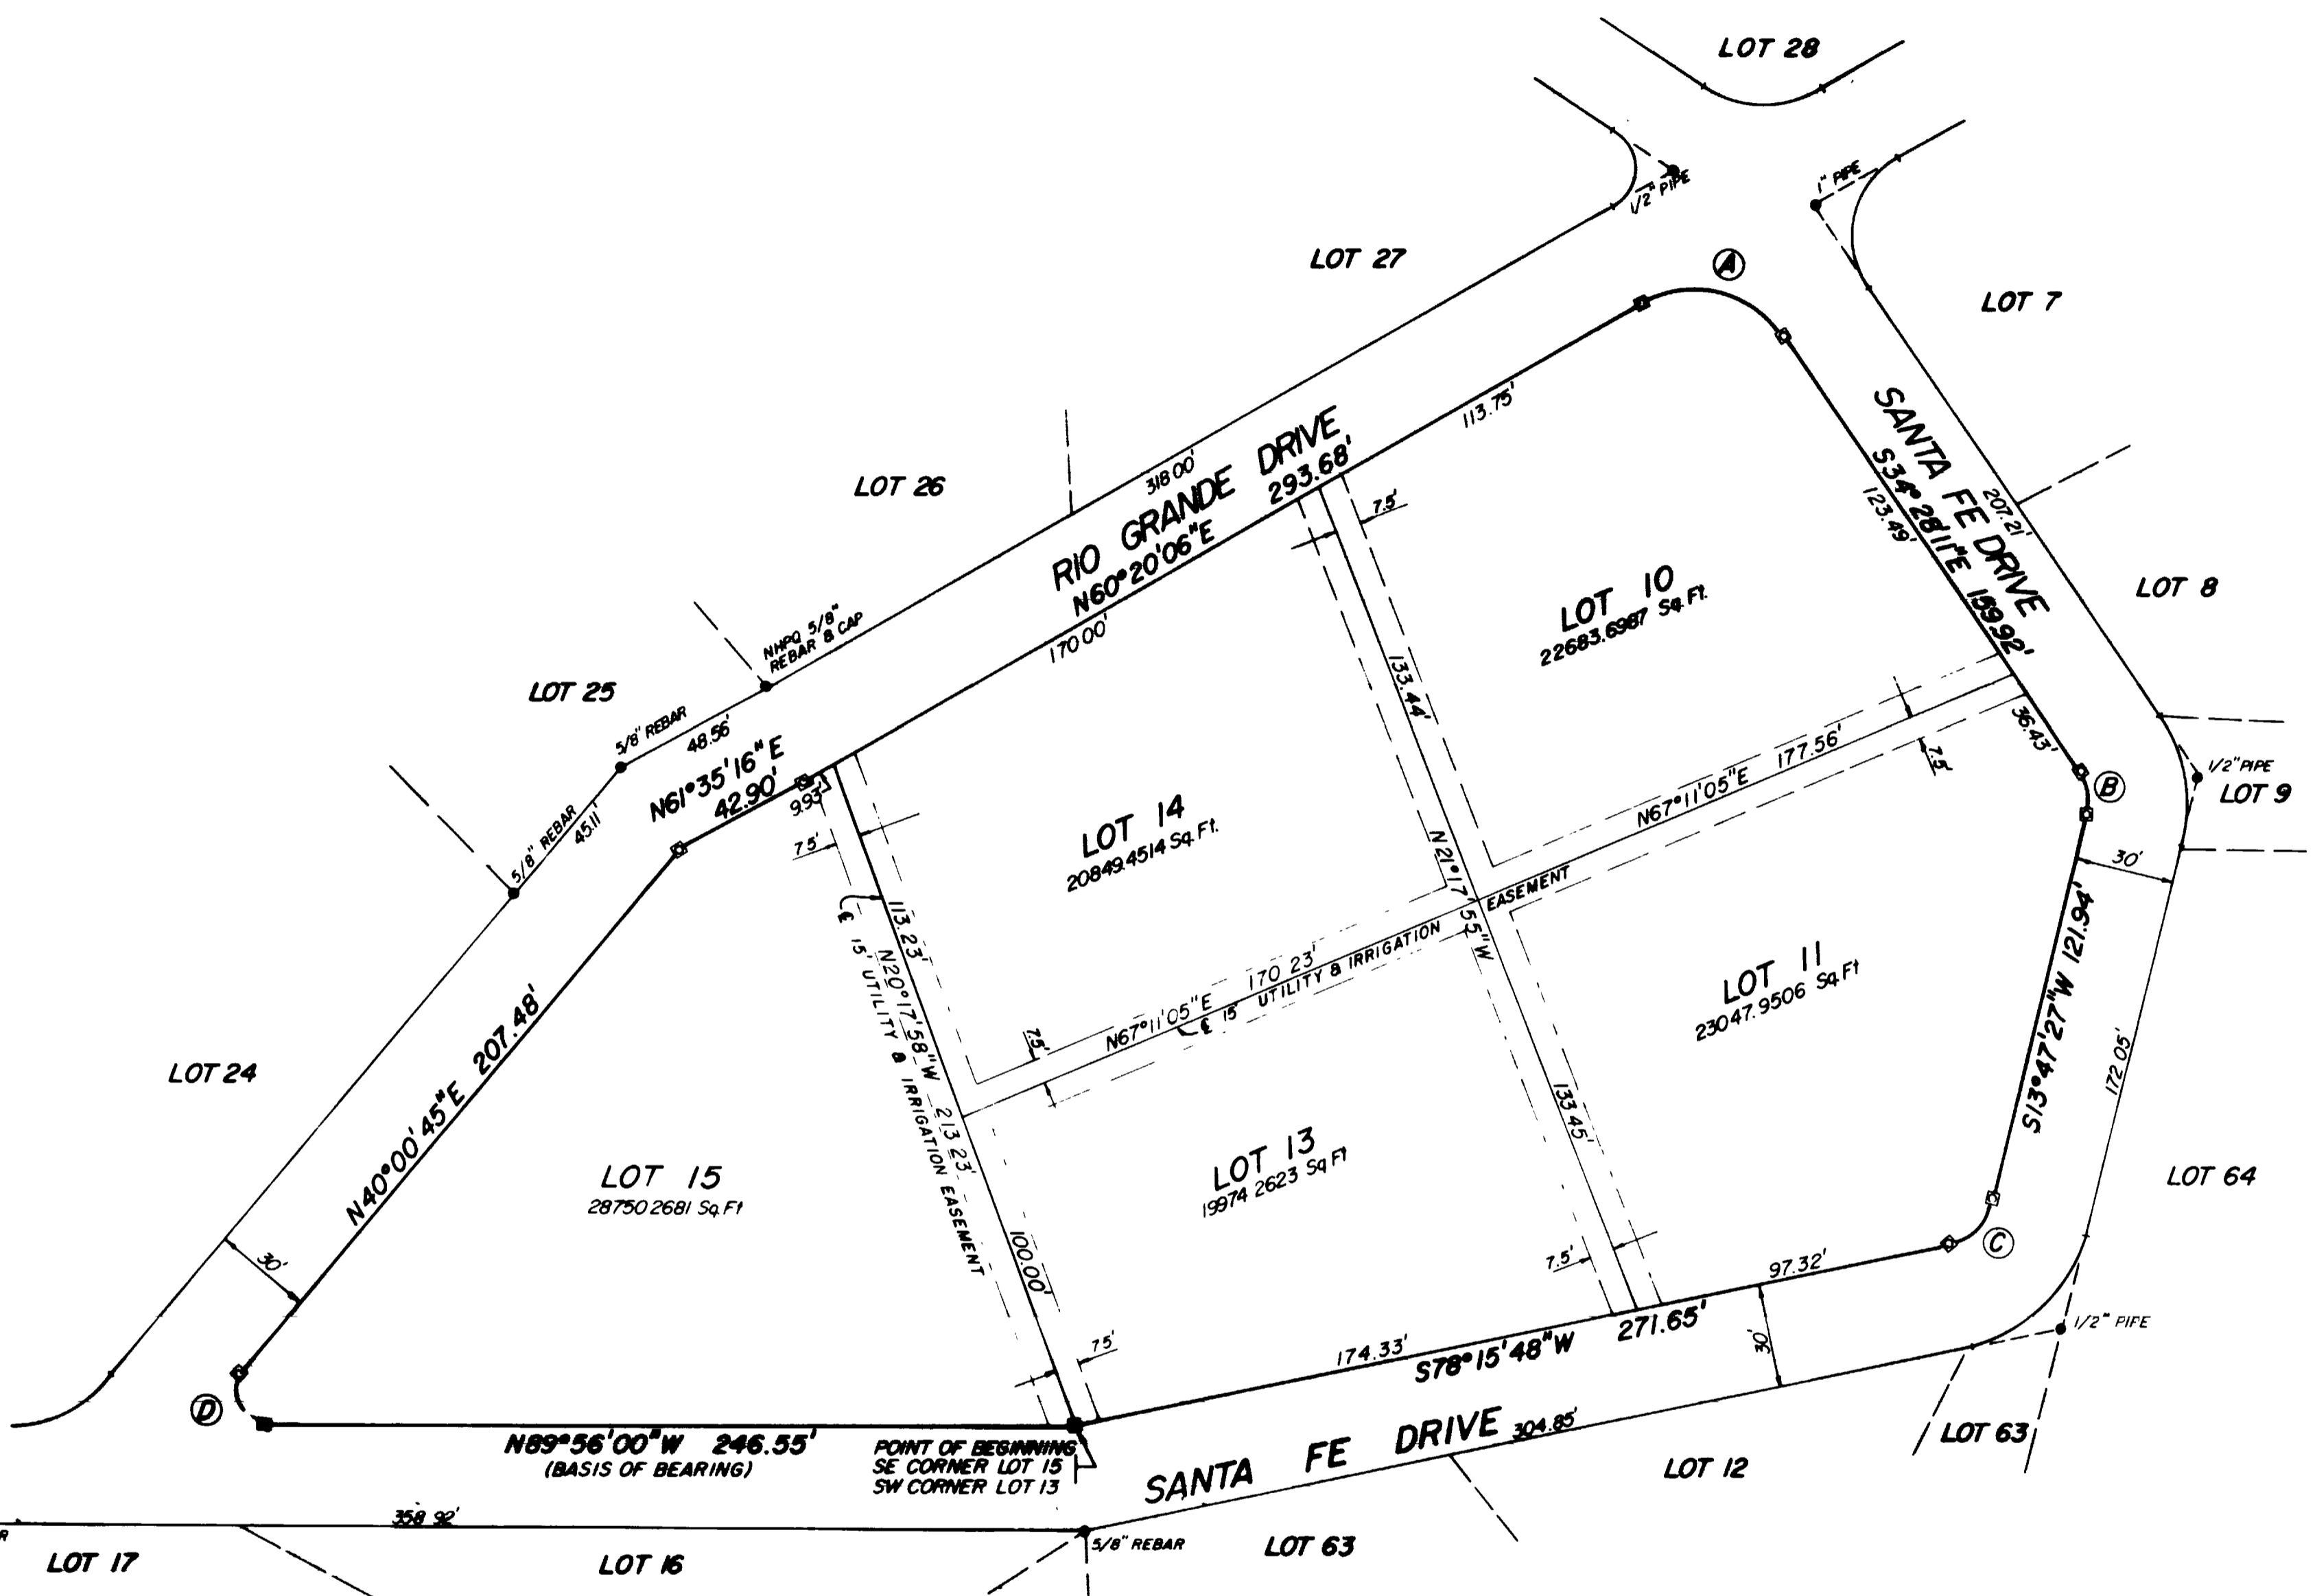 LOT 28
1/2" PIPE
1" PIPE
LOT 27
A
LOT 7
113.75'
SANTA FE DRIVE
S34°28'11"E 159.92'
123.49'
207.21'
36.43'
LOT 26
318.00'
RIO GRANDE DRIVE
293.68'
N60°20'06"E
170.00'
7.5'
LOT 10
22683.6987 Sq.Ft.
LOT 8
NHPQ 5/8"
REBAR & CAP
LOT 25
5/8" REBAR
48.56'
N61°35'16"E
42.90'
9.93'
7.5'
5/8" REBAR
45.11'
133.44'
N67°11'05"E 177.56'
7.5'
1/2" PIPE
B
LOT 9
LOT 14
20849.4514 Sq.Ft.
30'
N21°17'55"W
EASEMENT
113.23'
℄ 15' UTILITY & IRRIGATION EASEMENT
N20°17'58"W 213.23'
170.23'
N67°11'05"E
℄ 15' UTILITY & IRRIGATION
7.5'
LOT 11
23047.9506 Sq.Ft
S13°47'27"W 121.94'
172.05'
LOT 24
N40°00'45"E 207.48'
133.45'
LOT 15
28750.2681 Sq.Ft
LOT 13
19974.2623 Sq.Ft
LOT 64
30'
100.00'
7.5'
97.32'
C
271.65'
1/2" PIPE
7.5'
174.33'
S78°15'48"W
30'
D
N89°56'00"W 246.55'
(BASIS OF BEARING)
POINT OF BEGINNING
SE CORNER LOT 15
SW CORNER LOT 13
SANTA FE DRIVE
304.85'
LOT 63
LOT 12
358.92'
R
5/8" REBAR
LOT 17
LOT 16
LOT 63